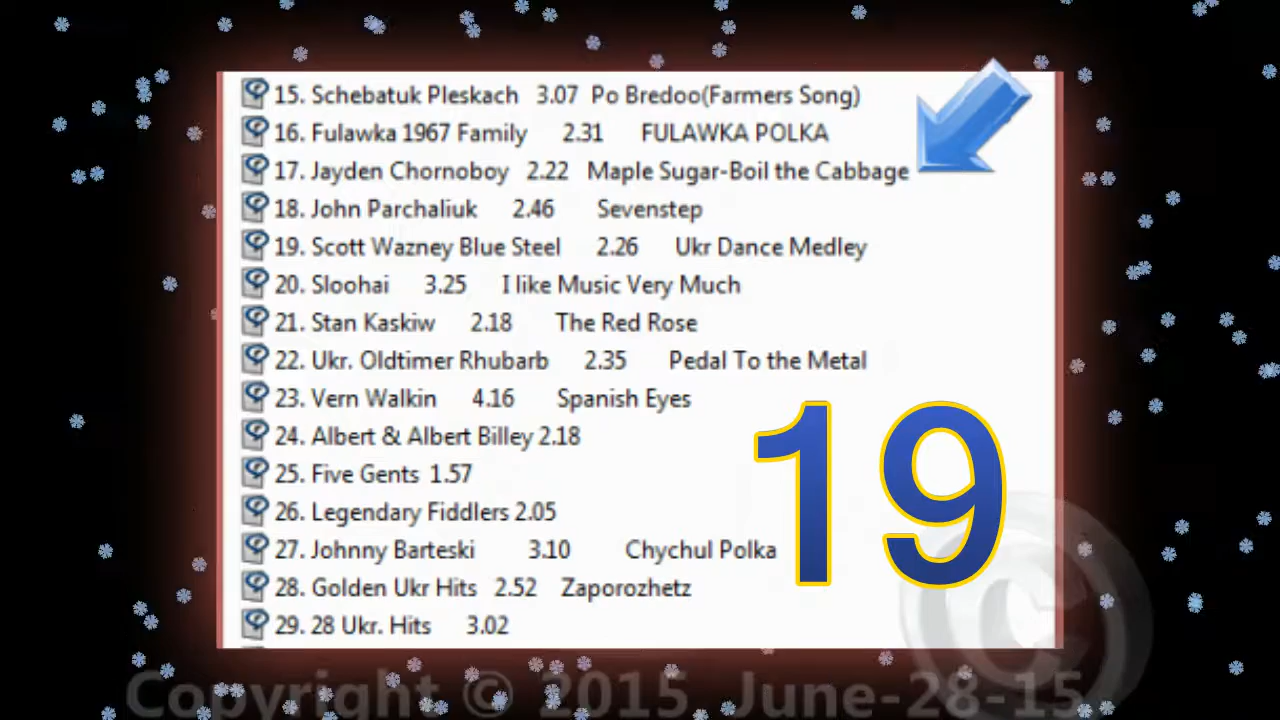 15. Schebatuk Pleskach 3.07 Po Bredoo(Farmers Song)
16. Fulawka 1967 Family 2.31 FULAWKA POLKA
17. Jayden Chornoboy 2.22 Maple Sugar-Boil the Cabbage
18. John Parchaliuk 2.46 Sevenstep
19. Scott Wazney Blue Steel 2.26 Ukr Dance Medley
20. Sloohai 3.25 I like Music Very Much
21. Stan Kaskiw 2.18 The Red Rose
22. Ukr. Oldtimer Rhubarb 2.35 Pedal To the Metal
23. Vern Walkin 4.16 Spanish Eyes
24. Albert & Albert Billey 2.18
25. Five Gents 1.57
26. Legendary Fiddlers 2.05
27. Johnny Barteski 3.10 Chychul Polka
28. Golden Ukr Hits 2.52 Zaporozhetz
29. 28 Ukr. Hits 3.02
19
©
Copyright © 2015 June-28-15